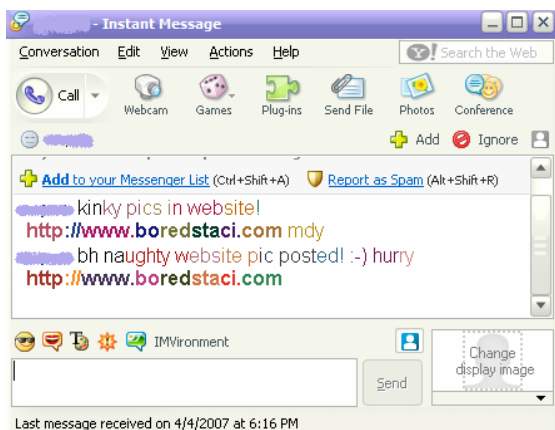 - Instant Message
Conversation Edit View Actions Help Search the Web
Call Webcam Games Plug-ins Send File Photos Conference
Add Ignore
Add to your Messenger List (Ctrl+Shift+A) Report as Spam (Alt+Shift+R)
kinky pics in website!
http://www.boredstaci.com mdy
bh naughty website pic posted! :-) hurry
http://www.boredstaci.com
IMVironment
Change
display image
Send
Last message received on 4/4/2007 at 6:16 PM